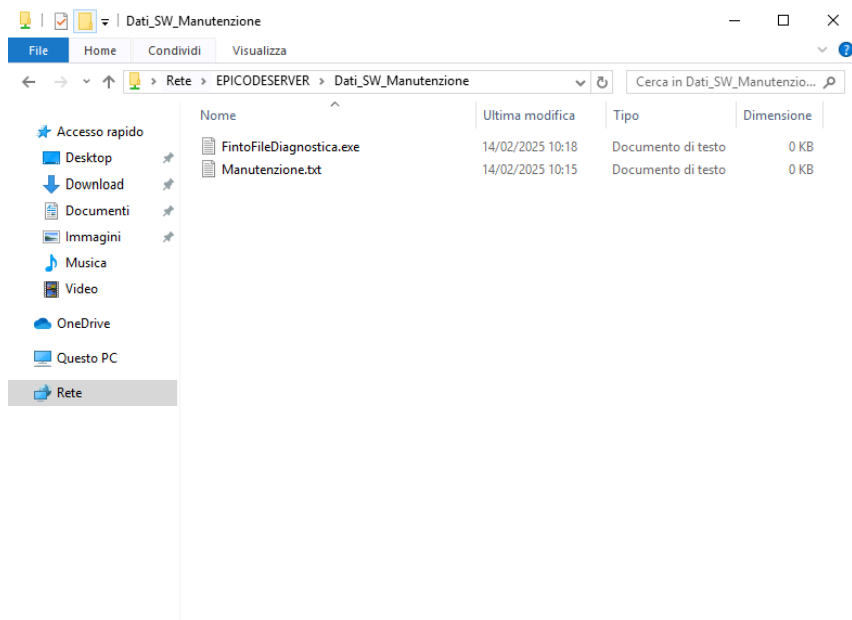 Dati_SW_Manutenzione
File Home Condividi Visualizza
Rete > EPICODESERVER > Dati_SW_Manutenzione
Cerca in Dati_SW_Manutenzio...
Nome Ultima modifica Tipo Dimensione
FintoFileDiagnostica.exe 14/02/2025 10:18 Documento di testo 0 KB
Manutenzione.txt 14/02/2025 10:15 Documento di testo 0 KB
Accesso rapido
Desktop
Download
Documenti
Immagini
Musica
Video
OneDrive
Questo PC
Rete